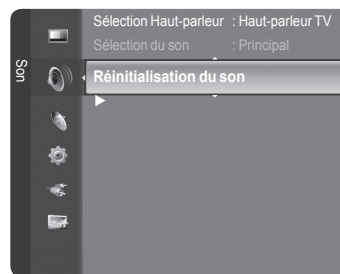 Sélection Haut-parleur : Haut-parleur TV
Sélection du son : Principal
Son
Réinitialisation du son